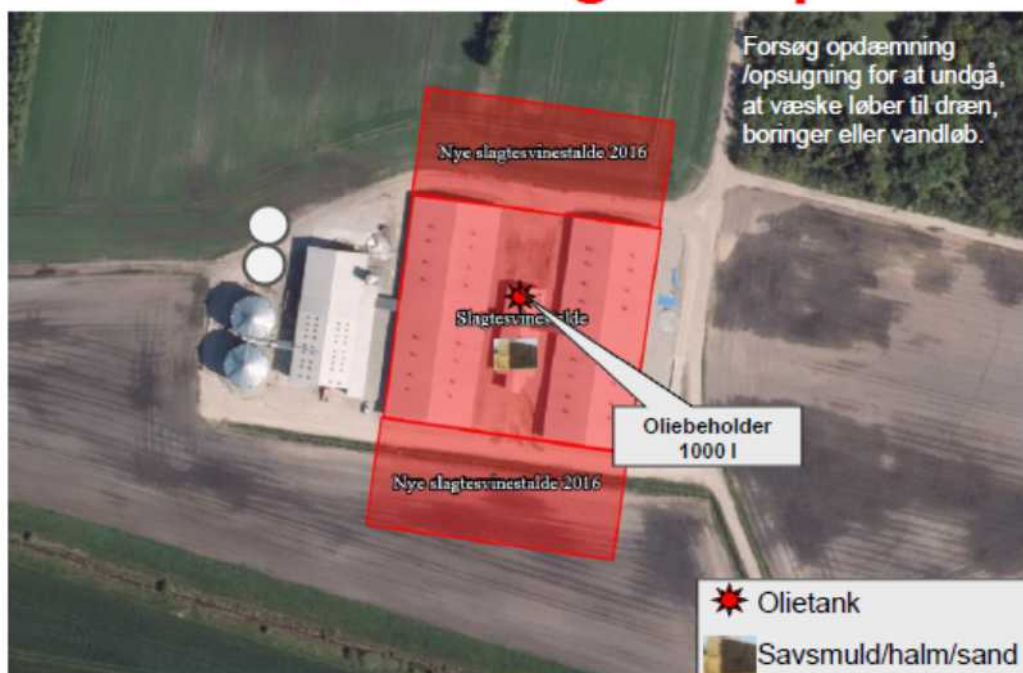 Forsøg opdæmning
/opsugning for at undgå,
at væske løber til dræn,
boringer eller vandløb.
Nye slagtesvinestalde 2016
Slagtesvinestalde
Oliebeholder
1000 l
Nye slagtesvinestalde 2016
Olietank
Savsmuld/halm/sand